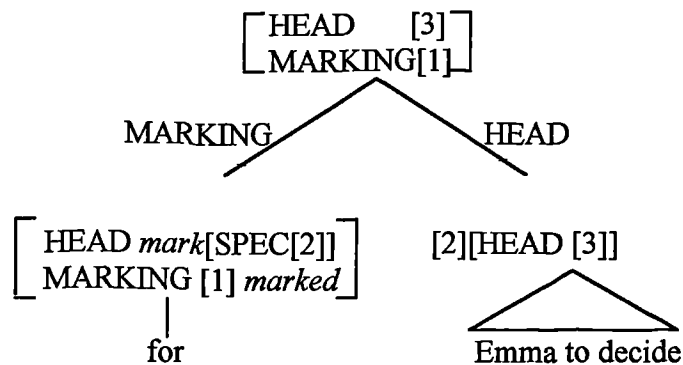 HEAD [3]
MARKING[1]
MARKING HEAD
HEAD mark[SPEC[2]] [2][HEAD [3]]
MARKING [1] marked
for Emma to decide